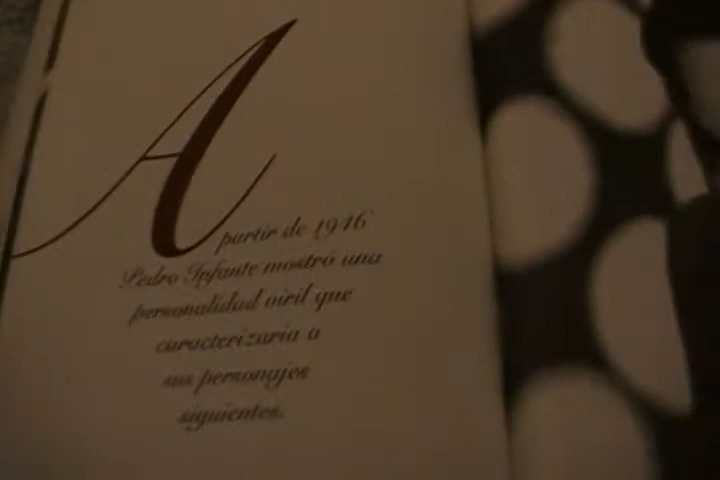 A partir de 1946
Pedro Infante mostró una
personalidad viril que
caracterizaría a
sus personajes
siguientes.